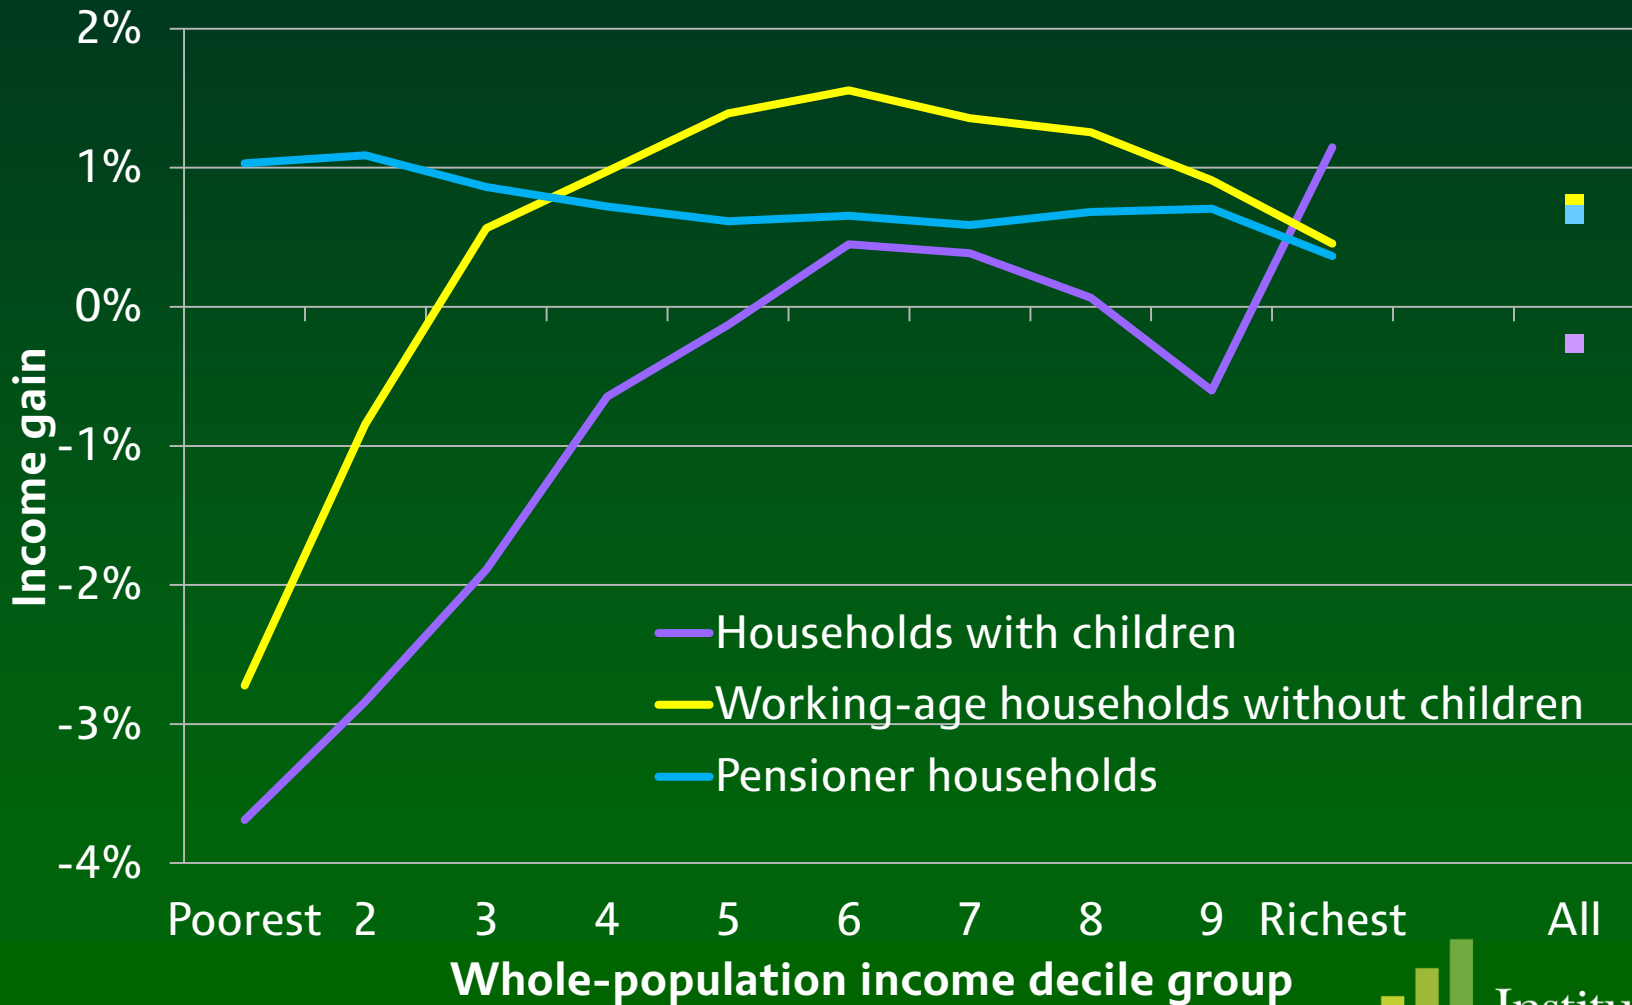 2%
1%
0%
-1%
-2%
-3%
-4%
Income gain
Households with children
Working-age households without children
Pensioner households
Poorest 2 3 4 5 6 7 8 9 Richest All
Whole-population income decile group